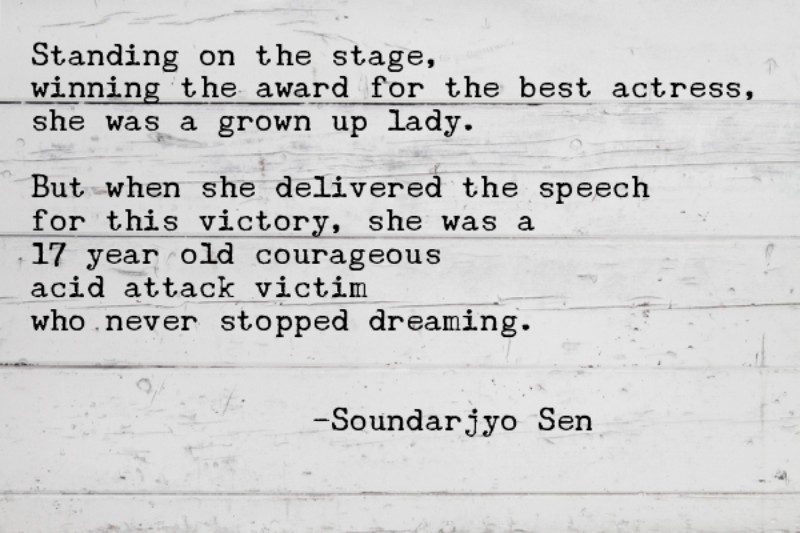 Standing on the stage,
winning the award for the best actress,
she was a grown up lady.
But when she delivered the speech
for this victory, she was a
17 year old courageous
acid attack victim
who never stopped dreaming.
-Soundarjyo Sen